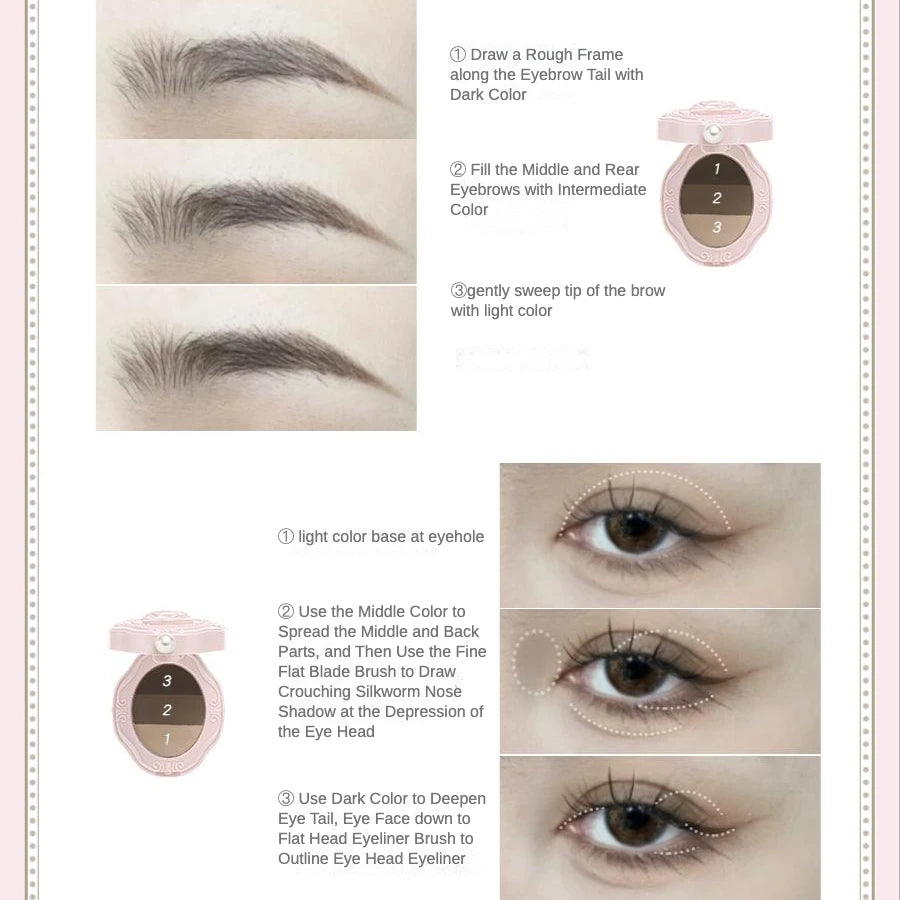 ① Draw a Rough Frame
along the Eyebrow Tail with
Dark Color
② Fill the Middle and Rear
Eyebrows with Intermediate
Color
1
2
3
③gently sweep tip of the brow
with light color
① light color base at eyehole
② Use the Middle Color to
Spread the Middle and Back
Parts, and Then Use the Fine
Flat Blade Brush to Draw
Crouching Silkworm Nose
Shadow at the Depression of
the Eye Head
3
2
1
③ Use Dark Color to Deepen
Eye Tail, Eye Face down to
Flat Head Eyeliner Brush to
Outline Eye Head Eyeliner